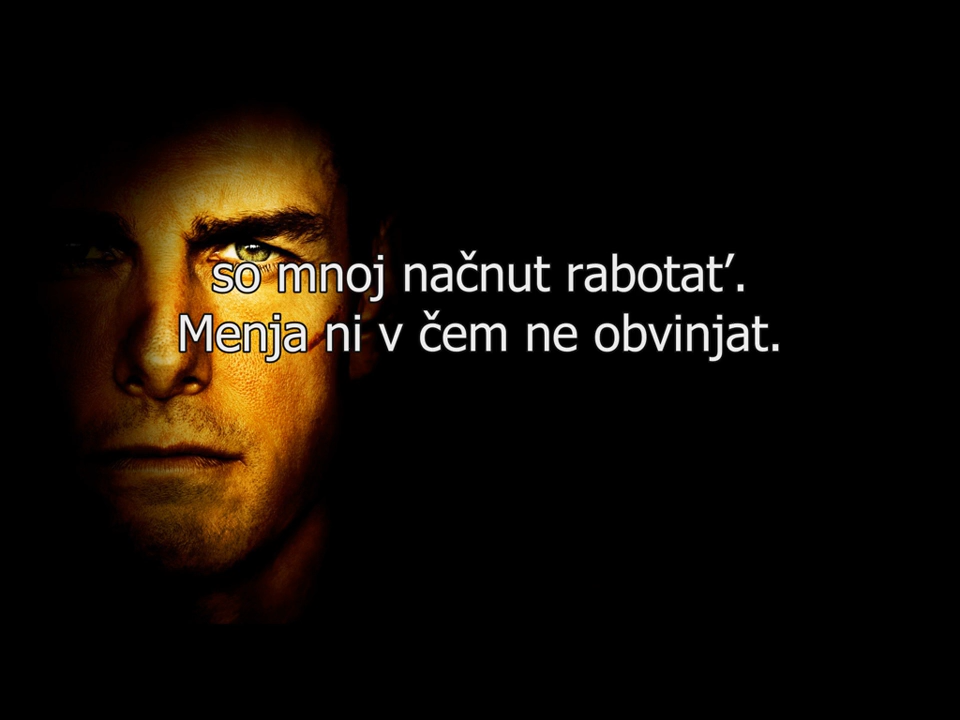 so mnoj načnut rabotat’.
Menja ni v čem ne obvinjat.